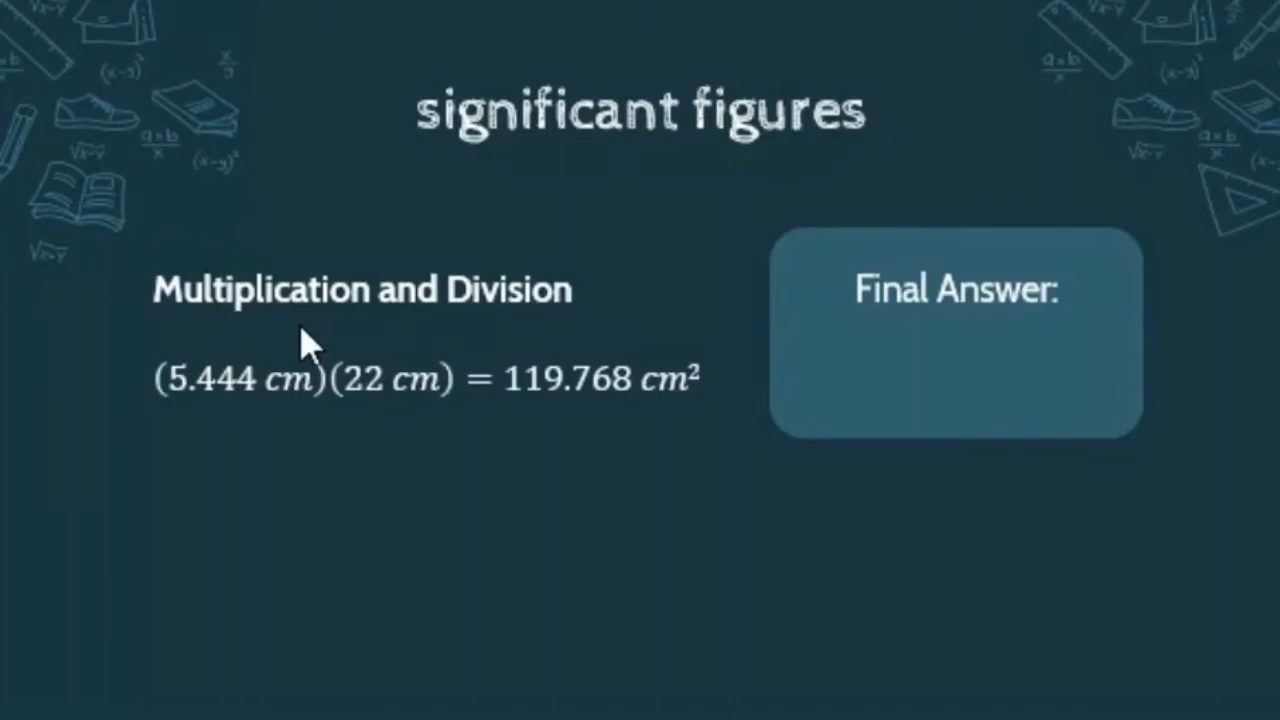 significant figures
Multiplication and Division
Final Answer:
(5.444 cm)(22 cm) = 119.768 cm²